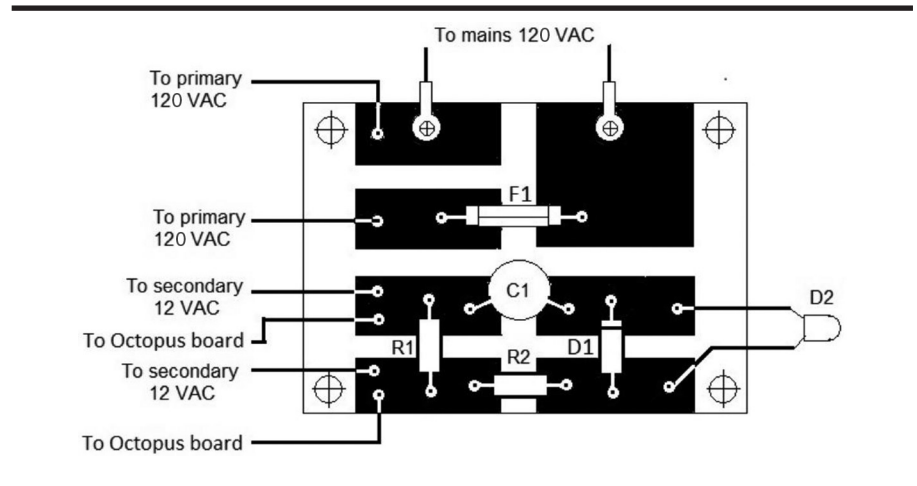 To mains 120 VAC
To primary
120 VAC
To primary
120 VAC
F1
To secondary
12 VAC
C1
D2
To Octopus board
R1
R2
D1
To secondary
12 VAC
To Octopus board